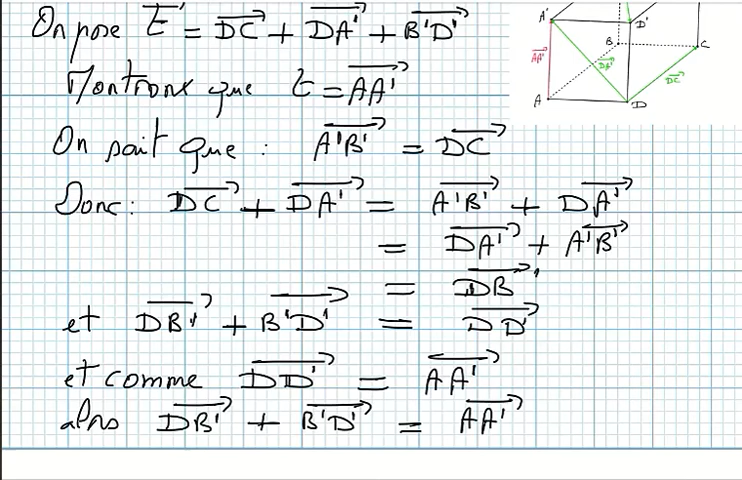 On pose E = DC + DA' + B'D'
Montrons que E = AA'
On sait que : A'B' = DC
Donc : DC + DA' = A'B' + DA'
= DA' + A'B'
= DB'
et DB' + B'D' = DD'
et comme DD' = AA'
alors DB' + B'D' = AA'
A' D'
B C
AA' DA' DC
A D